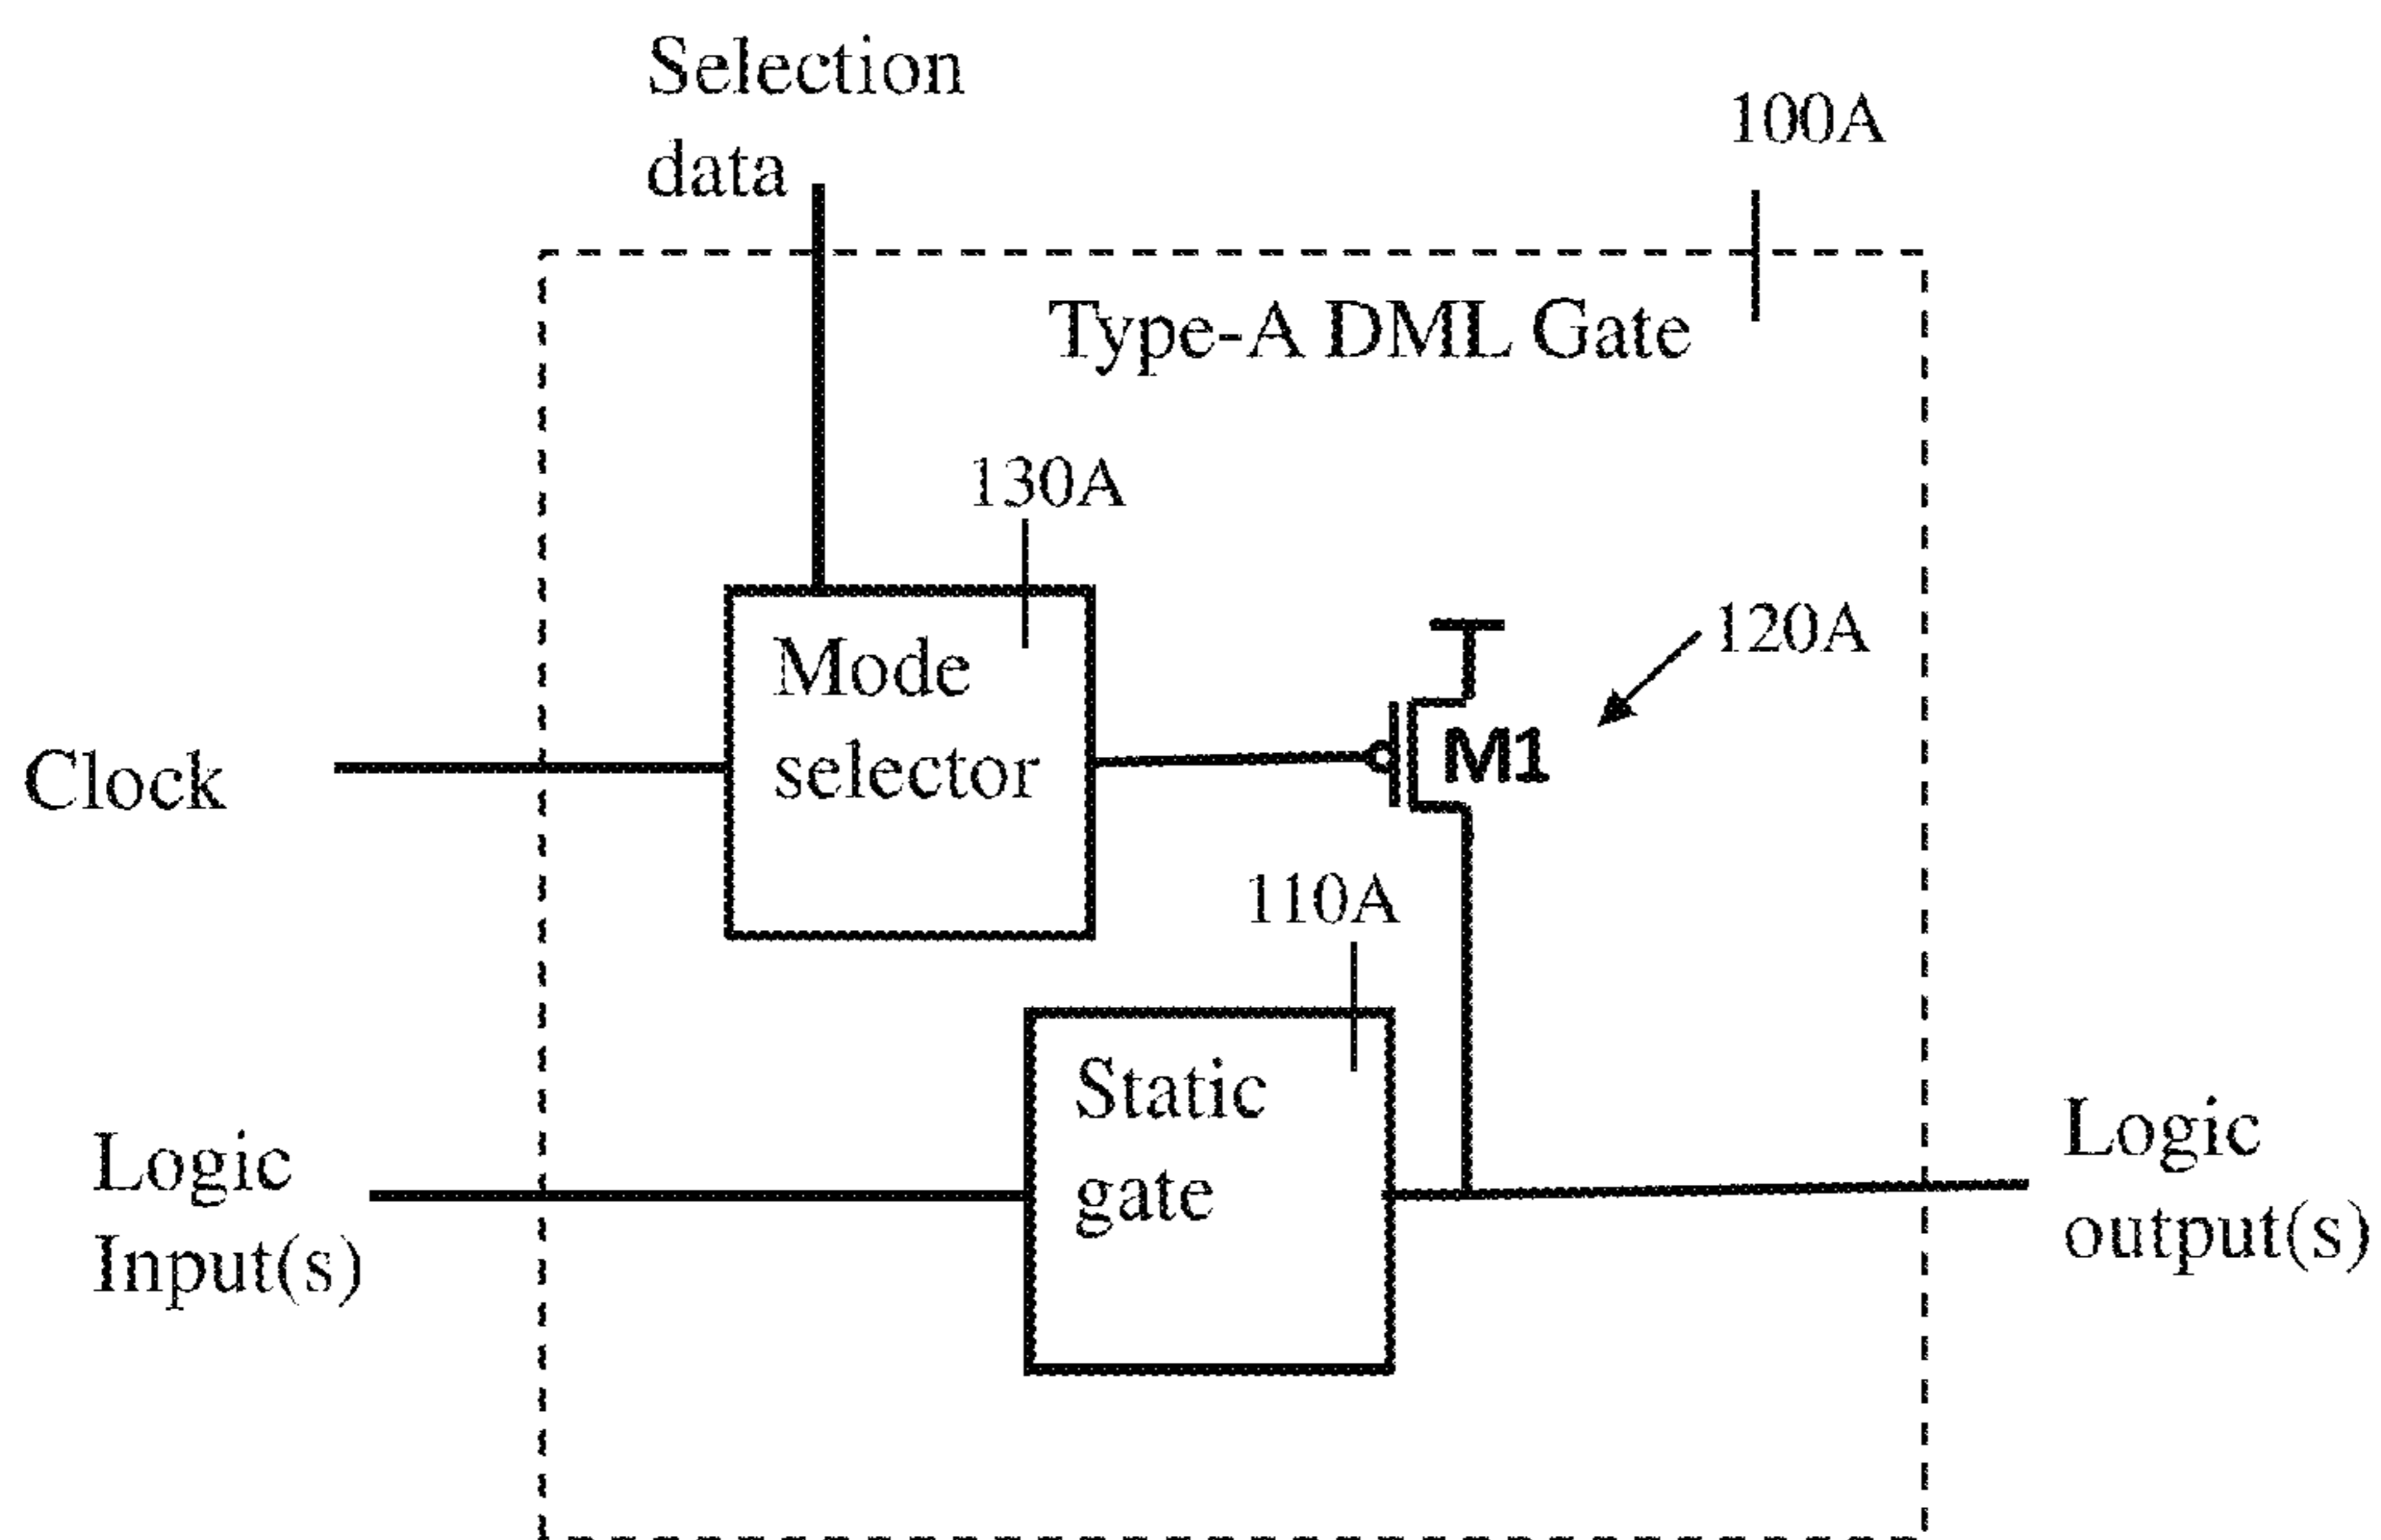 Selection
data
100A
Type-A DML Gate
130A
Mode
selector
120A
M1
Clock
110A
Static
gate
Logic
Input(s)
Logic
output(s)